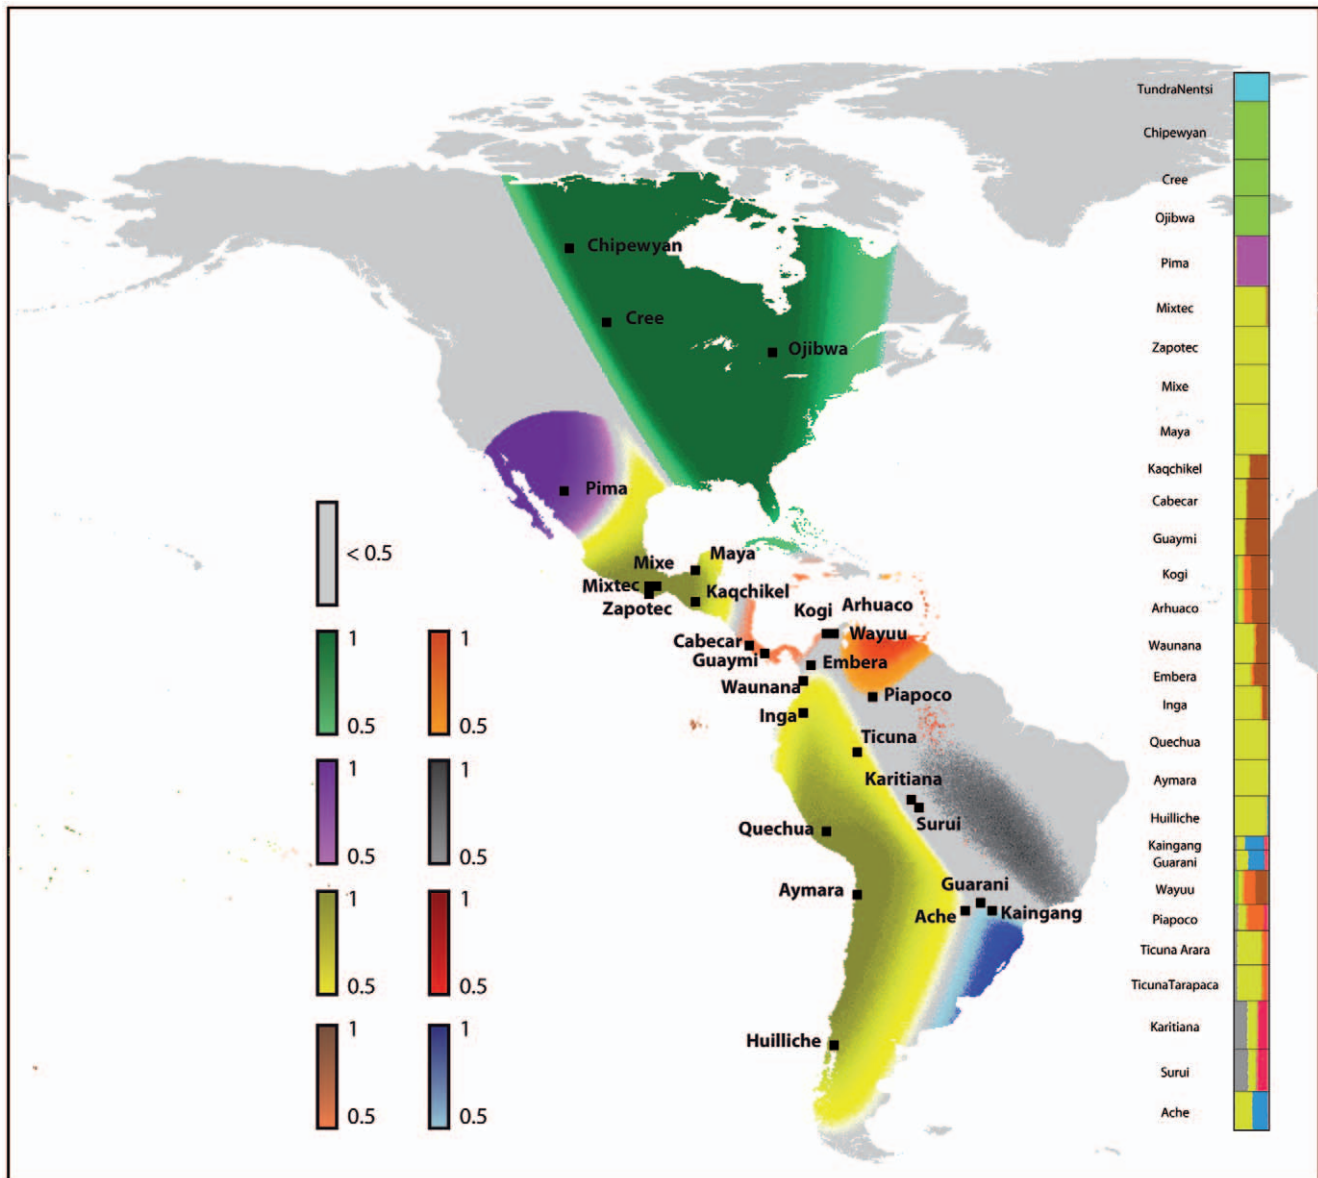 TundraNentsi
Chipewyan
Cree
Ojibwa
Pima
Mixtec
Zapotec
Mixe
Maya
Kaqchikel
Cabecar
Guaymi
Kogi
Arhuaco
Waunana
Embera
Inga
Quechua
Aymara
Huilliche
Kaingang
Guarani
Wayuu
Piapoco
Ticuna Arara
TicunaTarapaca
Karitiana
Surui
Ache
Chipewyan
Cree
Ojibwa
Pima
Maya
Mixe
Mixtec
Kaqchikel
Zapotec
Kogi
Arhuaco
Cabecar
Wayuu
Guaymi
Embera
Waunana
Piapoco
Inga
Ticuna
Karitiana
Surui
Quechua
Guarani
Aymara
Ache
Kaingang
Huilliche
< 0.5
1
0.5
1
0.5
1
0.5
1
0.5
1
0.5
1
0.5
1
0.5
1
0.5